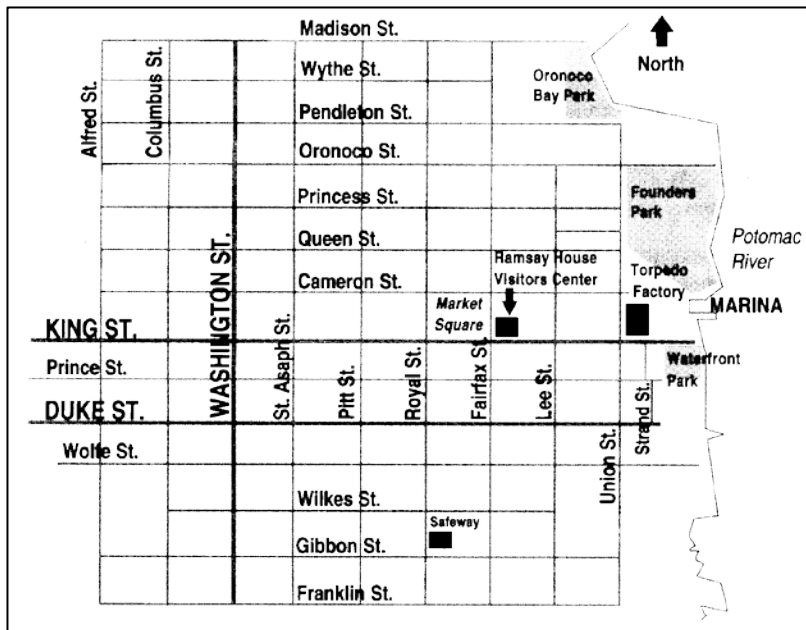 Madison St.
North
Wythe St.
Oronoco
Bay Park
Pendleton St.
Alfred St.
Columbus St.
Oronoco St.
Princess St.
Founders
Park
Queen St.
Potomac
River
Ramsay House
Visitors Center
Cameron St.
Torpedo
Factory
WASHINGTON ST.
Market
Square
MARINA
KING ST.
St. Asaph St.
Pitt St.
Royal St.
Fairfax St.
Lee St.
Prince St.
Waterfront
Park
DUKE ST.
Strand St.
Union St.
Wolfe St.
Wilkes St.
Safeway
Gibbon St.
Franklin St.